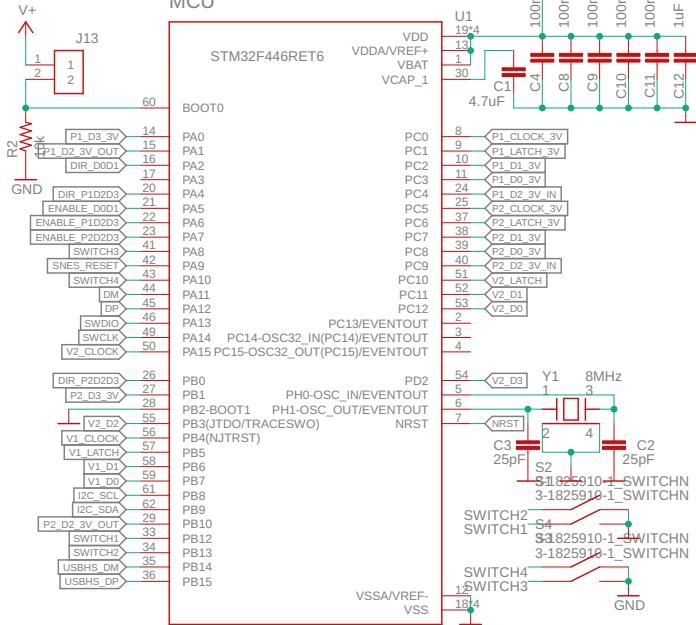 MCU
V+
J13
1
2
1
2
R2
10k
GND
U1
STM32F446RET6
VDD 19*4
VDDA/VREF+ 13
VBAT 1
VCAP_1 30
C1
4.7uF
100n
100n
100n
100n
100n
1uF
C4
C8
C9
C10
C11
C12
60 BOOT0
P1_D3_3V 14 PA0
P1_D2_3V_OUT 15 PA1
DIR_D0D1 16 PA2
17 PA3
DIR_P1D2D3 20 PA4
ENABLE_D0D1 21 PA5
ENABLE_P1D2D3 22 PA6
ENABLE_P2D2D3 23 PA7
SWITCH3 41 PA8
SNES_RESET 42 PA9
SWITCH4 43 PA10
DM 44 PA11
DP 45 PA12
SWDIO 46 PA13
SWCLK 49 PA14
V2_CLOCK 50 PA15
DIR_P2D2D3 26 PB0
P2_D3_3V 27 PB1
28 PB2-BOOT1
V2_D2 55 PB3(JTDO/TRACESWO)
V1_CLOCK 56 PB4(NJTRST)
V1_LATCH 57 PB5
V1_D1 58 PB6
V1_D0 59 PB7
I2C_SCL 61 PB8
I2C_SDA 62 PB9
P2_D2_3V_OUT 29 PB10
SWITCH1 33 PB12
SWITCH2 34 PB13
USBHS_DM 35 PB14
USBHS_DP 36 PB15
PC0 8 P1_CLOCK_3V
PC1 9 P1_LATCH_3V
PC2 10 P1_D1_3V
PC3 11 P1_D0_3V
PC4 24 P1_D2_3V_IN
PC5 25 P2_CLOCK_3V
PC6 37 P2_LATCH_3V
PC7 38 P2_D1_3V
PC8 39 P2_D0_3V
PC9 40 P2_D2_3V_IN
PC10 51 V2_LATCH
PC11 52 V2_D1
PC12 53 V2_D0
PC13/EVENTOUT 2
PC14-OSC32_IN(PC14)/EVENTOUT 3
PC15-OSC32_OUT(PC15)/EVENTOUT 4
PD2 54 V2_D3
PH0-OSC_IN/EVENTOUT 5
PH1-OSC_OUT/EVENTOUT 6
NRST 7 NRST
VSSA/VREF- 12
VSS 18*4
Y1 8MHz
1 3
2 4
C3
25pF
C2
25pF
S2
S1
3-1825910-1_SWITCHN
3-1825910-1_SWITCHN
SWITCH2
SWITCH1
S4
S3
3-1825910-1_SWITCHN
3-1825910-1_SWITCHN
SWITCH4
SWITCH3
GND